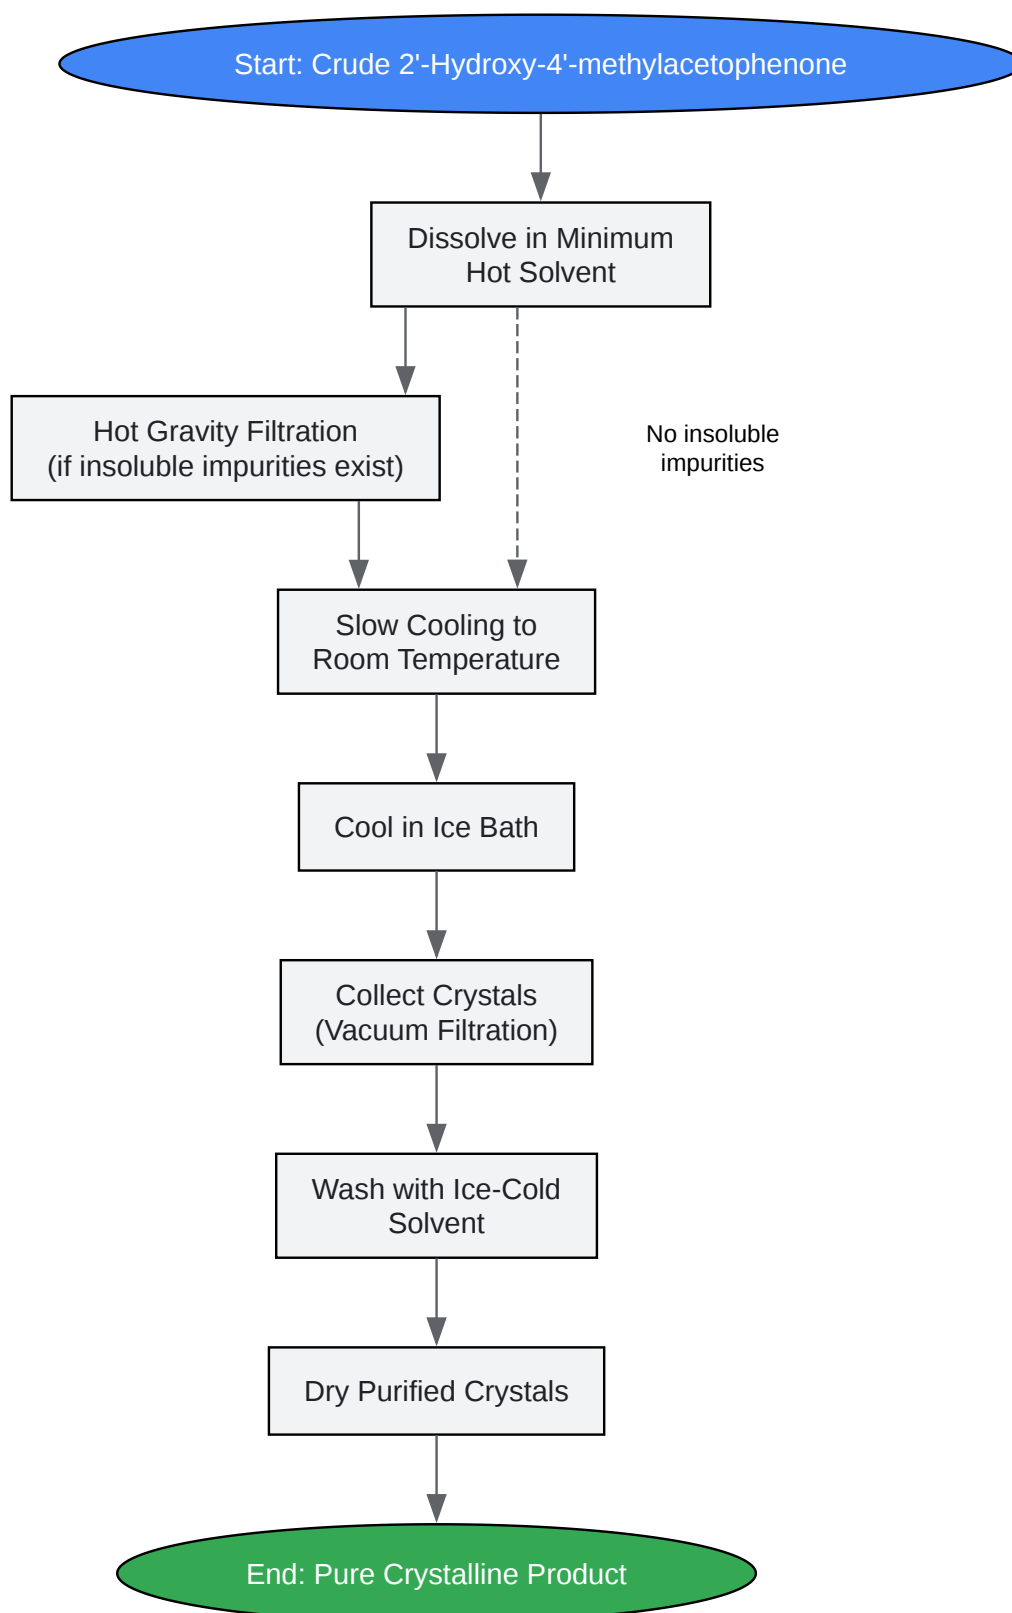 Start: Crude 2'-Hydroxy-4'-methylacetophenone
Dissolve in Minimum
Hot Solvent
Hot Gravity Filtration
(if insoluble impurities exist)
No insoluble
impurities
Slow Cooling to
Room Temperature
Cool in Ice Bath
Collect Crystals
(Vacuum Filtration)
Wash with Ice-Cold
Solvent
Dry Purified Crystals
End: Pure Crystalline Product